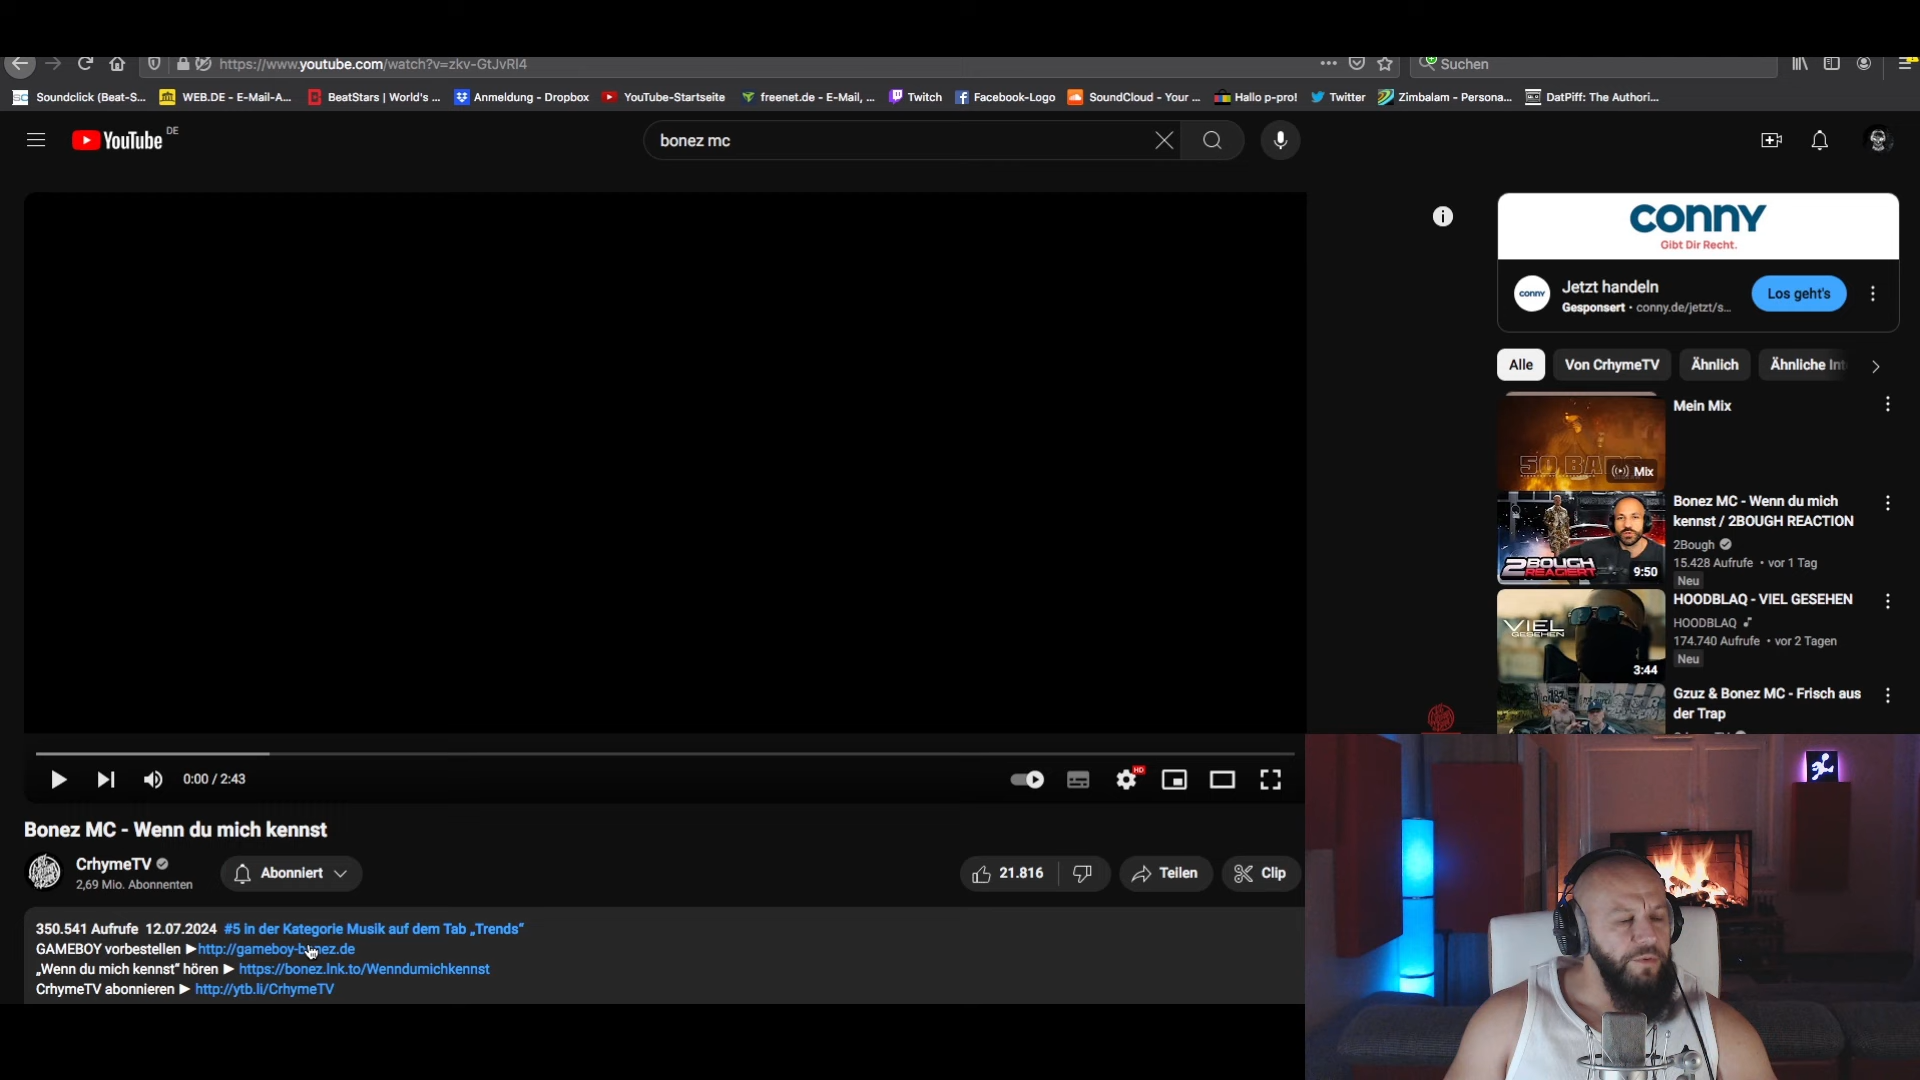 https://www.youtube.com/watch?v=zkv-GtJvRI4
Suchen
Soundclick (Beat-S...
WEB.DE - E-Mail-A...
BeatStars | World's ...
Anmeldung - Dropbox
YouTube-Startseite
freenet.de - E-Mail, ...
Twitch
Facebook-Logo
SoundCloud - Your ...
Hallo p-pro!
Twitter
Zimbalam - Persona...
DatPiff: The Authori...
YouTube DE
bonez mc
conny
Gibt Dir Recht.
conny
Jetzt handeln
Gesponsert • conny.de/jetzt/s...
Los geht's
Alle
Von CrhymeTV
Ähnlich
Ähnliche Int
Mein Mix
Mix
Bonez MC - Wenn du mich
kennst / 2BOUGH REACTION
2Bough
15.428 Aufrufe • vor 1 Tag
Neu
2BOUGH
REAGIERT
9:50
HOODBLAQ - VIEL GESEHEN
HOODBLAQ
174.740 Aufrufe • vor 2 Tagen
Neu
VIEL
GESEHEN
3:44
Gzuz & Bonez MC - Frisch aus
der Trap
0:00 / 2:43
HD
Bonez MC - Wenn du mich kennst
CrhymeTV
2,69 Mio. Abonnenten
Abonniert
21.816
Teilen
Clip
350.541 Aufrufe 12.07.2024 #5 in der Kategorie Musik auf dem Tab „Trends“
GAMEBOY vorbestellen ►http://gameboy-bonez.de
„Wenn du mich kennst“ hören ► https://bonez.lnk.to/Wenndumichkennst
CrhymeTV abonnieren ► http://ytb.li/CrhymeTV